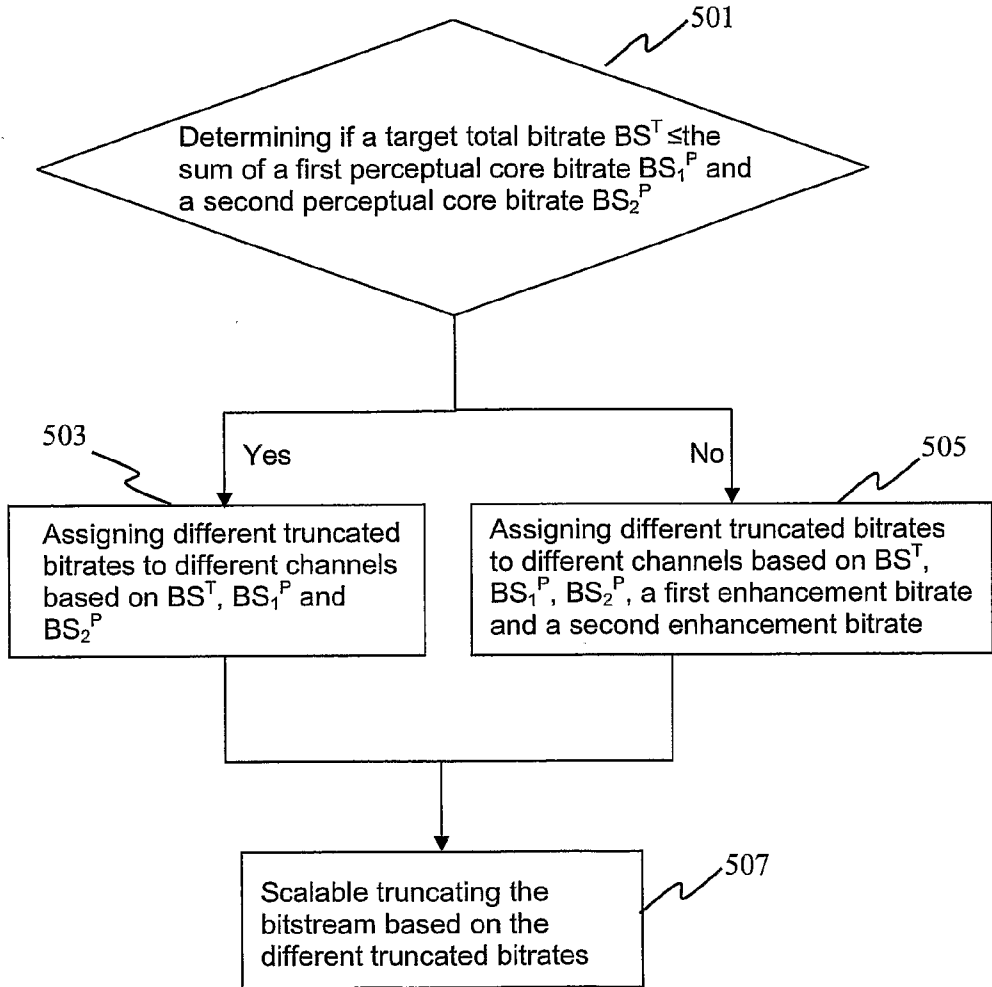 501
Determining if a target total bitrate BS^T ≤the
sum of a first perceptual core bitrate BS₁^P and
a second perceptual core bitrate BS₂^P
503
Yes
No
505
Assigning different truncated
bitrates to different channels
based on BS^T, BS₁^P and
BS₂^P
Assigning different truncated bitrates
to different channels based on BS^T,
BS₁^P, BS₂^P, a first enhancement bitrate
and a second enhancement bitrate
507
Scalable truncating the
bitstream based on the
different truncated bitrates